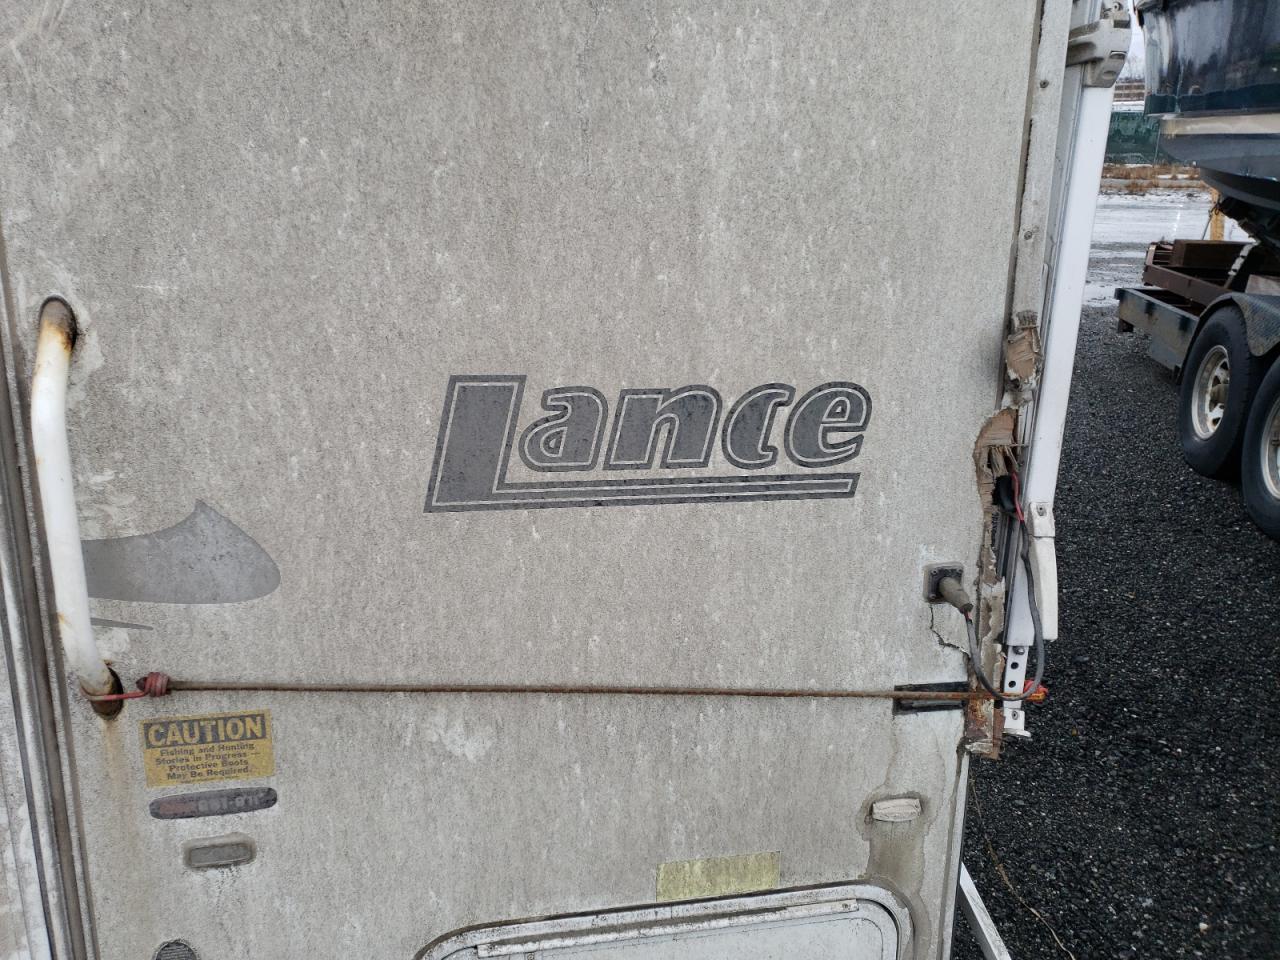 Lance
CAUTION
Fishing and Hunting
Stories in Progress
Protective Boots
May Be Required.